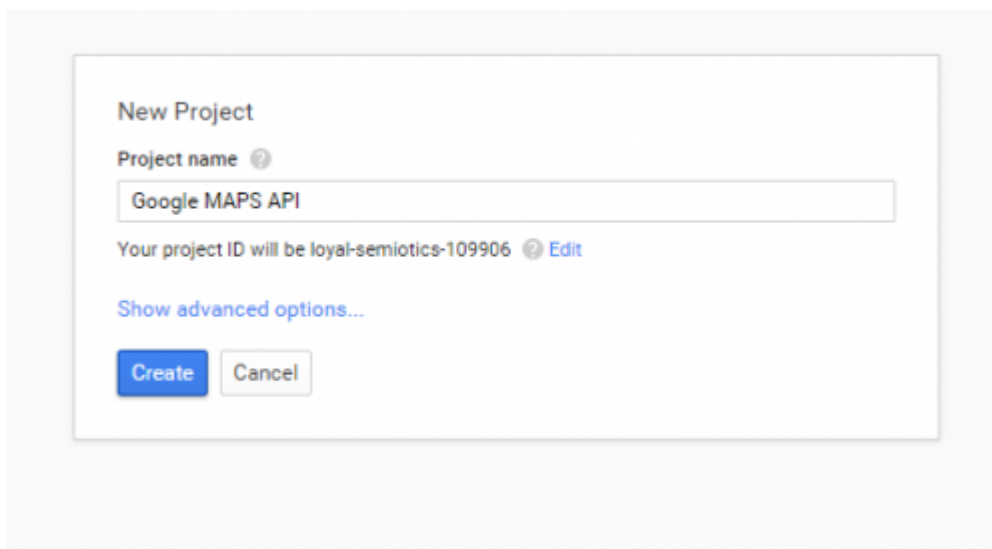 New Project
Project name ?
Google MAPS API
Your project ID will be loyal-semiotics-109906 ? Edit
Show advanced options...
Create Cancel